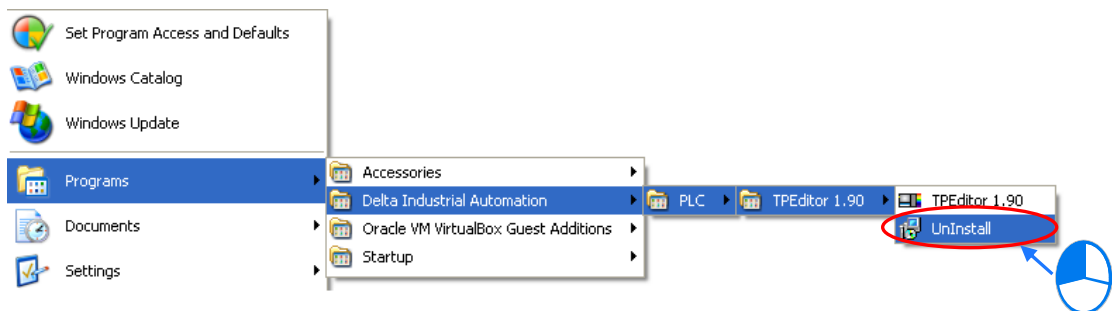 Set Program Access and Defaults
Windows Catalog
Windows Update
Programs
Documents
Settings
Accessories
Delta Industrial Automation
Oracle VM VirtualBox Guest Additions
Startup
PLC
TPEditor 1.90
TPEditor 1.90
UnInstall